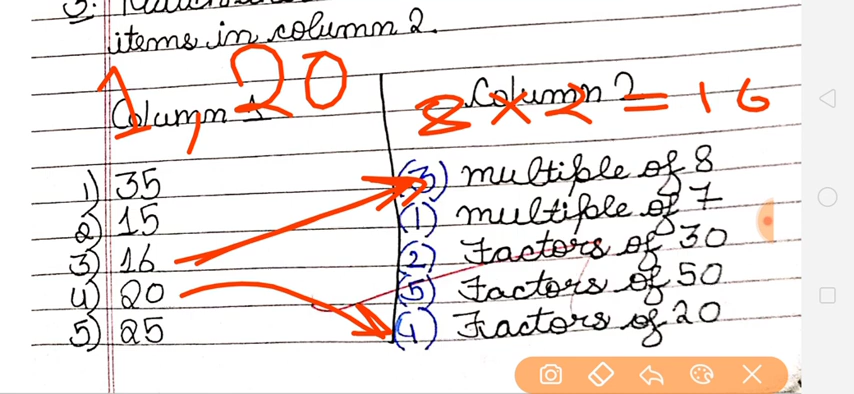 items in column 2.
1, 20
8 × 2 = 16
Column 1
Column 2
1) 35
(3) multiple of 8
2) 15
(1) multiple of 7
3) 16
(2) Factors of 30
4) 20
(5) Factors of 50
5) 25
(4) Factors of 20